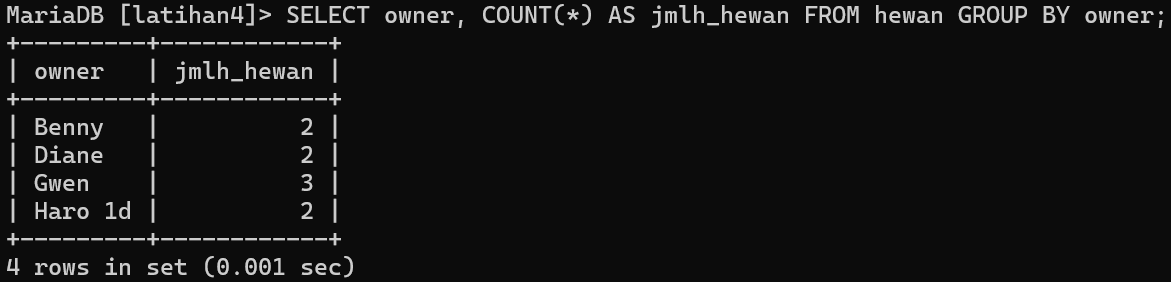 MariaDB [latihan4]> SELECT owner, COUNT(*) AS jmlh_hewan FROM hewan GROUP BY owner;
+---------+------------+
| owner   | jmlh_hewan |
+---------+------------+
| Benny   |          2 |
| Diane   |          2 |
| Gwen    |          3 |
| Haro 1d |          2 |
+---------+------------+
4 rows in set (0.001 sec)